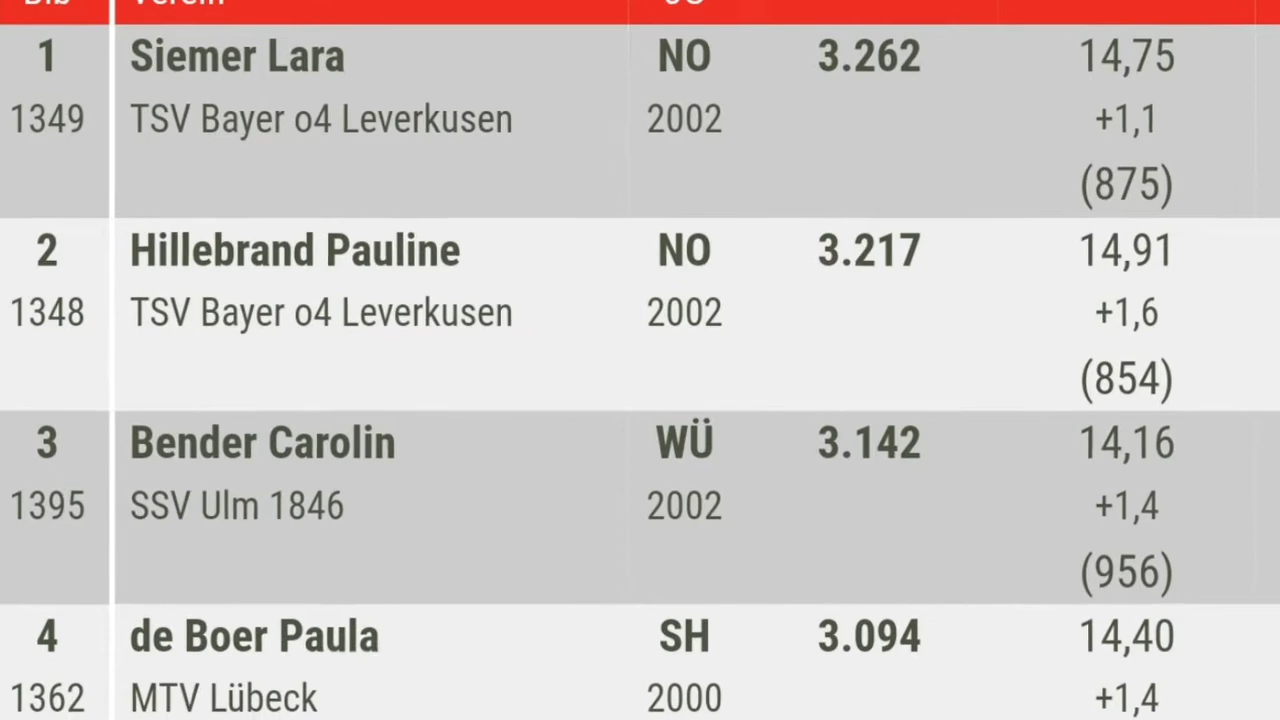 Bib Verein JG
1 Siemer Lara NO 3.262 14,75
1349 TSV Bayer o4 Leverkusen 2002 +1,1
(875)
2 Hillebrand Pauline NO 3.217 14,91
1348 TSV Bayer o4 Leverkusen 2002 +1,6
(854)
3 Bender Carolin WÜ 3.142 14,16
1395 SSV Ulm 1846 2002 +1,4
(956)
4 de Boer Paula SH 3.094 14,40
1362 MTV Lübeck 2000 +1,4